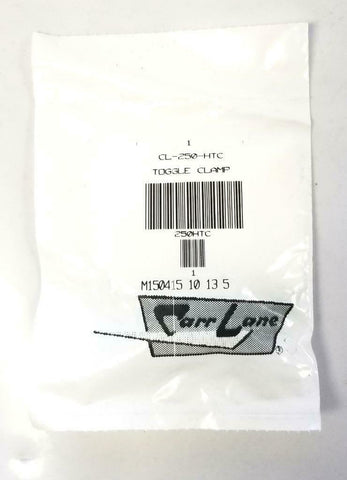 1
CL-250-HTC
TOGGLE CLAMP
250HTC
1
M150415 10 13 5
Carr Lane
®